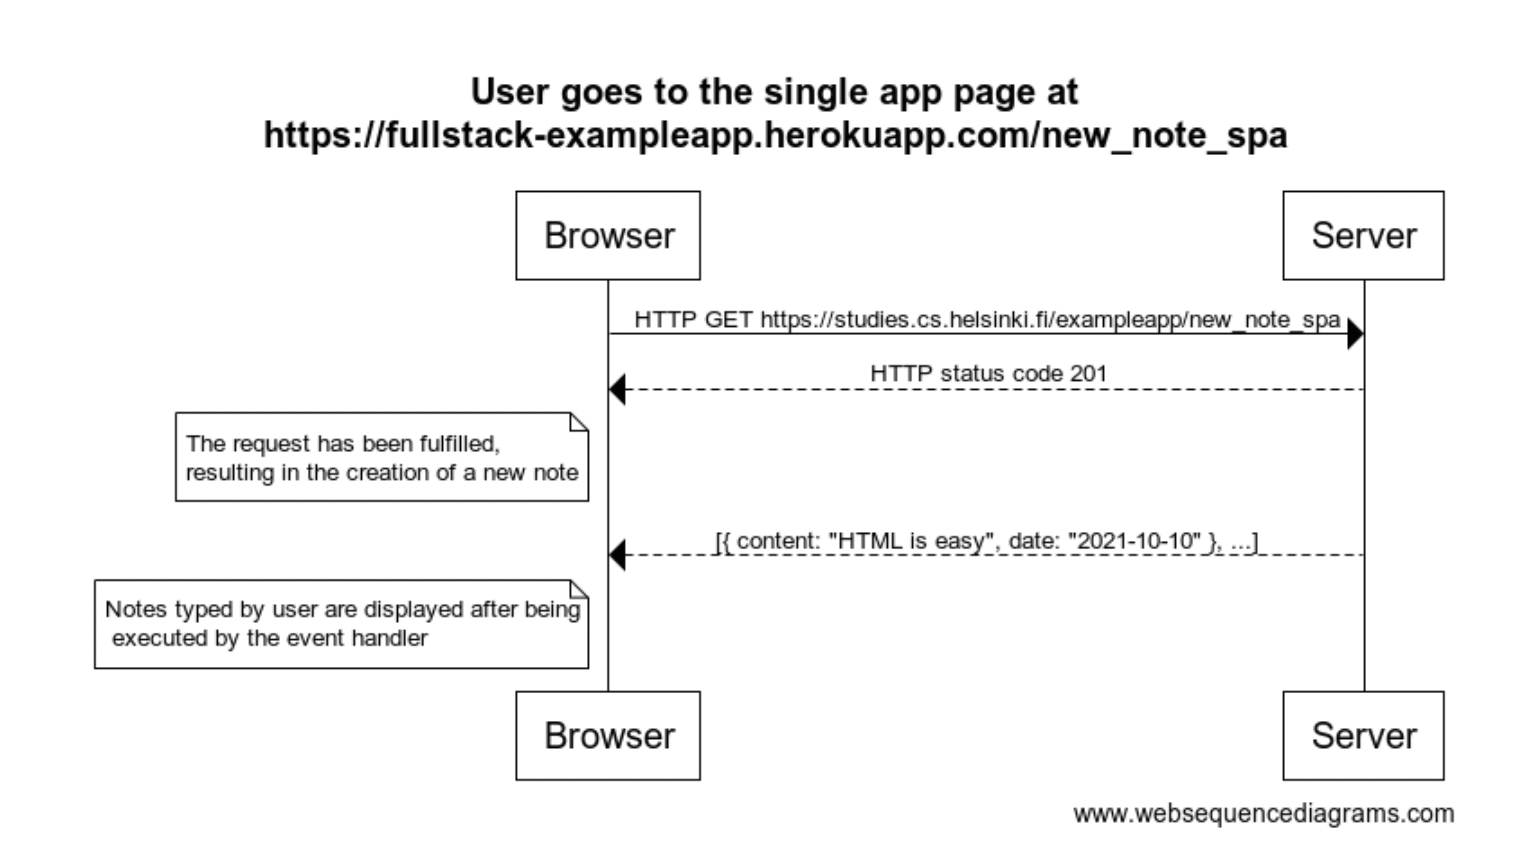 User goes to the single app page at
https://fullstack-exampleapp.herokuapp.com/new_note_spa
Browser
Server
HTTP GET https://studies.cs.helsinki.fi/exampleapp/new_note_spa
HTTP status code 201
The request has been fulfilled,
resulting in the creation of a new note
[{ content: "HTML is easy", date: "2021-10-10" }, ...]
Notes typed by user are displayed after being
executed by the event handler
Browser
Server
www.websequencediagrams.com